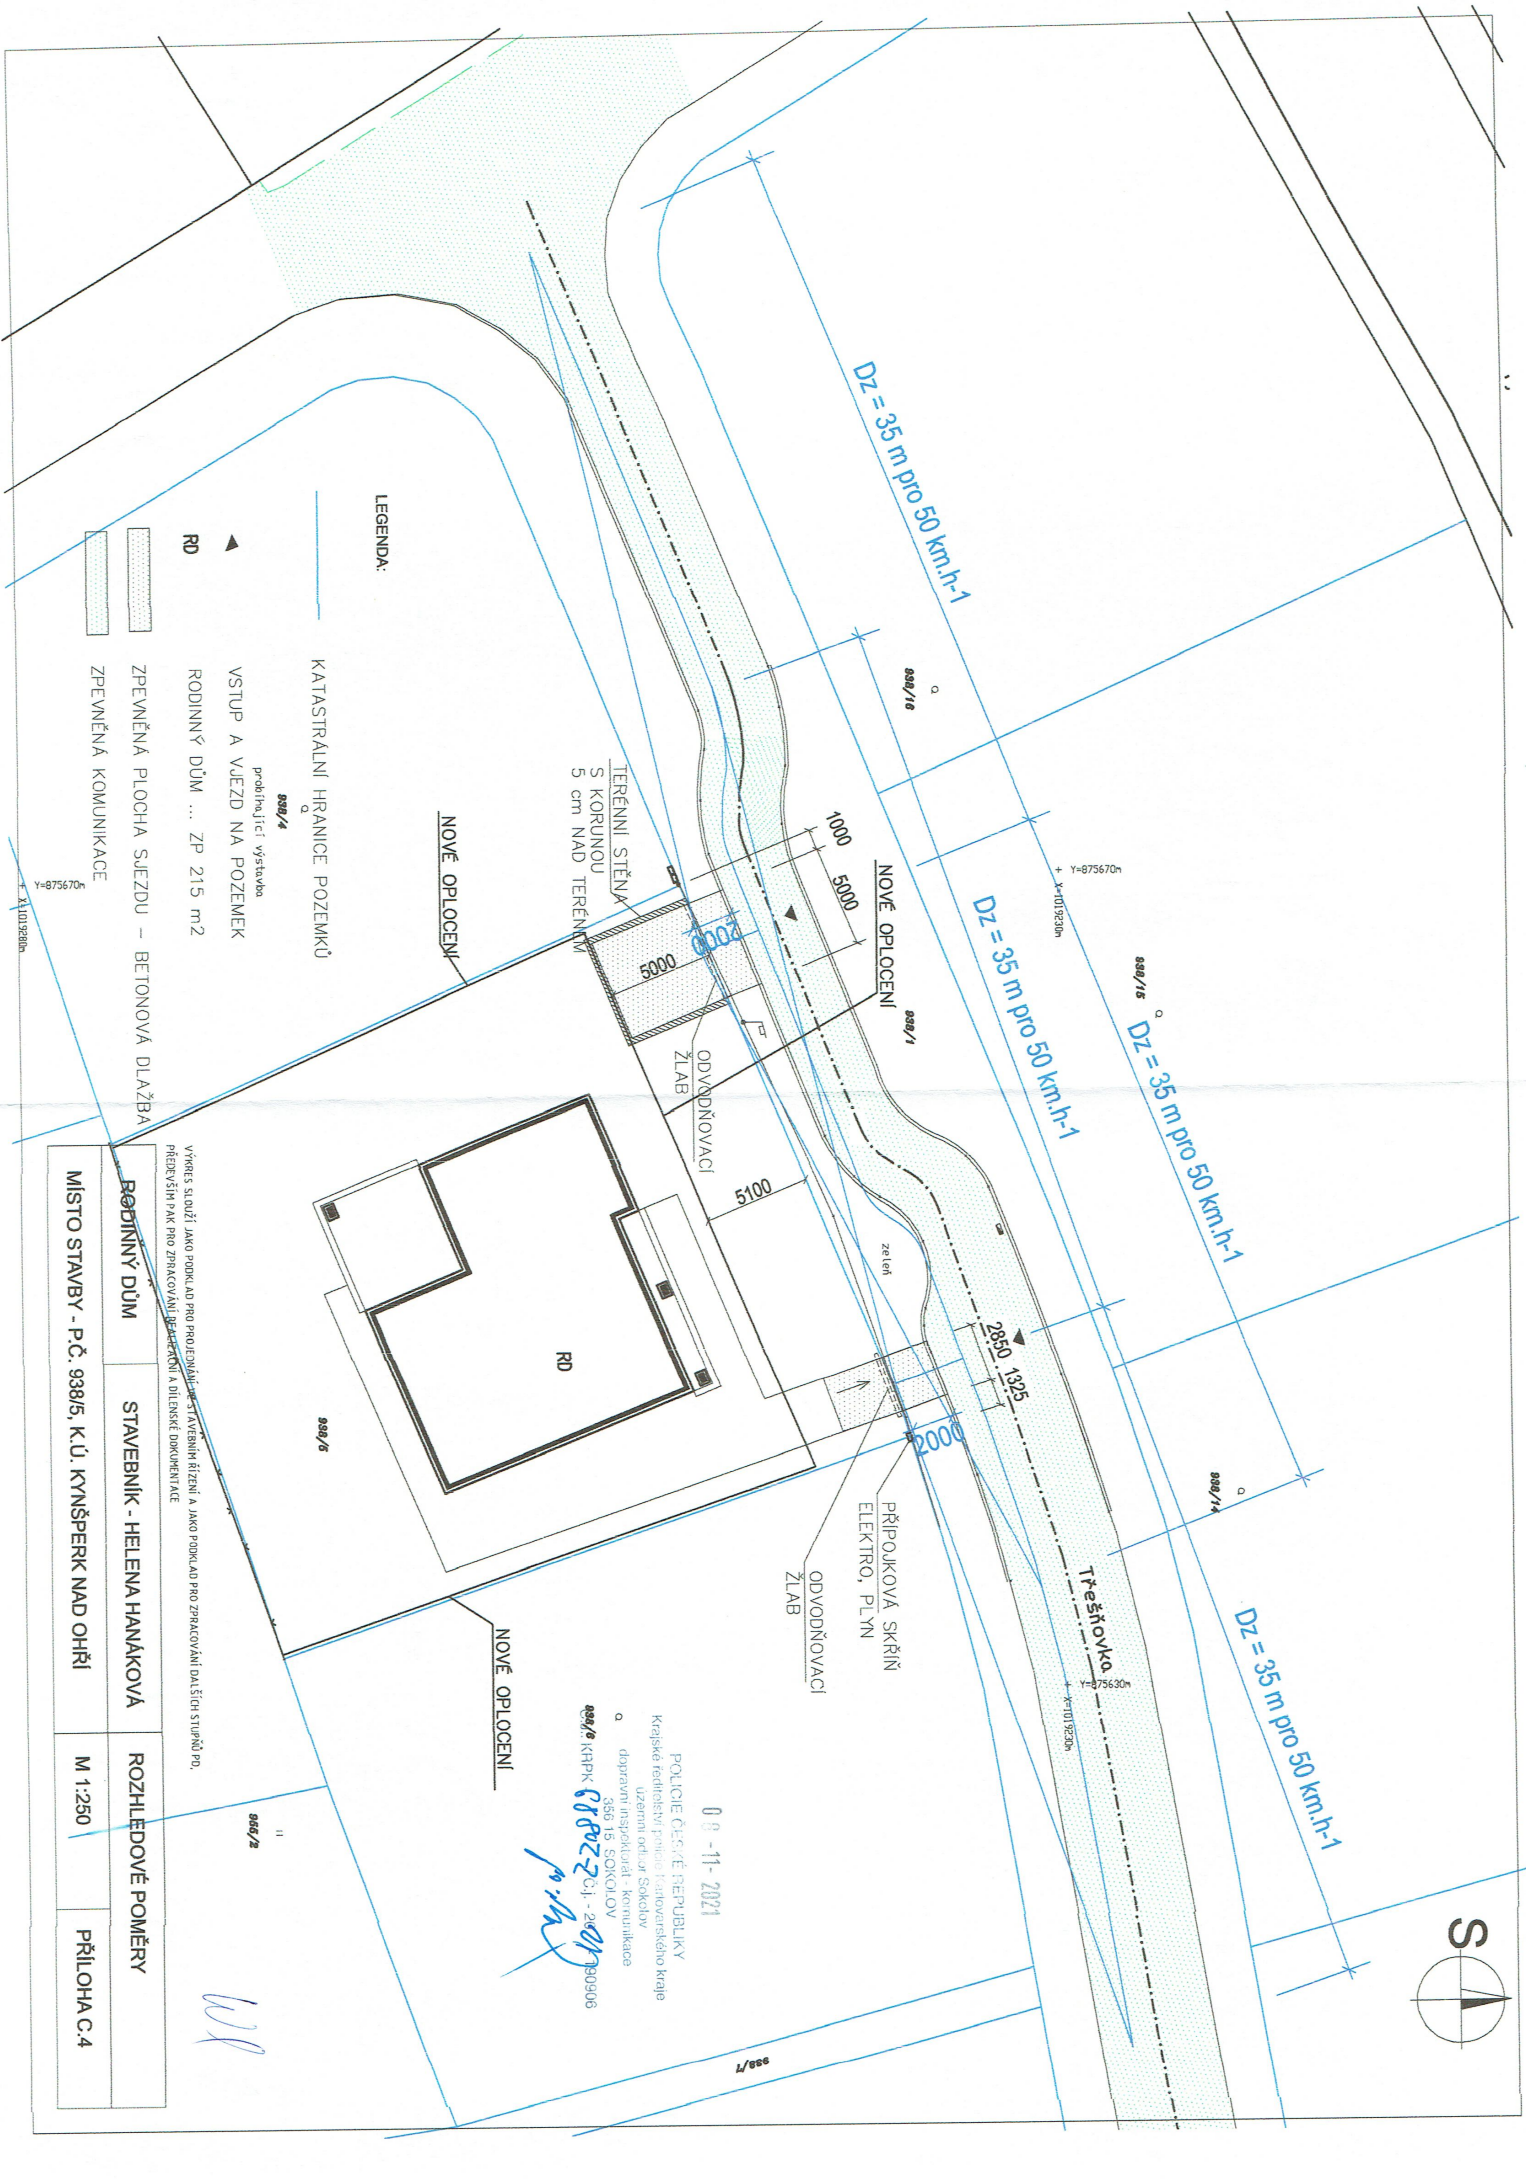 S
Dz = 35 m pro 50 km.h-1
Dz = 35 m pro 50 km.h-1
Dz = 35 m pro 50 km.h-1
Dz = 35 m pro 50 km.h-1
938/16
Q
938/15
Q
938/14
Q
938/1
+ Y=875670m
X=1019230m
Třešňovka
+ Y=875630m
X=1019230m
NOVÉ OPLOCENÍ
1000
5000
2000
5000
TERÉNNÍ STĚNA
S KORUNOU
5 cm NAD TERÉNEM
ODVODŇOVACÍ
ŽLAB
5100
zeleň
2850
1325
2000
PŘÍPOJKOVÁ SKŘÍŇ
ELEKTRO, PLYN
ODVODŇOVACÍ
ŽLAB
NOVÉ OPLOCENÍ
RD
938/5
NOVÉ OPLOCENÍ
938/6
Q
938/7
955/2
LEGENDA:
KATASTRÁLNÍ HRANICE POZEMKŮ
Q
938/4
probíhající výstavba
VSTUP A VJEZD NA POZEMEK
RD
RODINNÝ DŮM ... ZP 215 m2
ZPEVNĚNÁ PLOCHA SJEZDU – BETONOVÁ DLAŽBA
ZPEVNĚNÁ KOMUNIKACE
+ Y=875670m
X=1019280m
08 -11- 2021
POLICIE ČESKÉ REPUBLIKY
Krajské ředitelství policie Karlovarského kraje
územní odbor Sokolov
dopravní inspektorát - komunikace
356 15 SOKOLOV
VÝKRES SLOUŽÍ JAKO PODKLAD PRO PROJEDNÁNÍ VE STAVEBNÍM ŘÍZENÍ A JAKO PODKLAD PRO ZPRACOVÁNÍ DALŠÍCH STUPŇŮ PD,
PŘEDEVŠÍM PAK PRO ZPRACOVÁNÍ REALIZAČNÍ A DÍLENSKÉ DOKUMENTACE
RODINNÝ DŮM
STAVEBNÍK - HELENA HANÁKOVÁ
ROZHLEDOVÉ POMĚRY
MÍSTO STAVBY - P.Č. 938/5, K.Ú. KYNŠPERK NAD OHŘÍ
M 1:250
PŘÍLOHA C.4